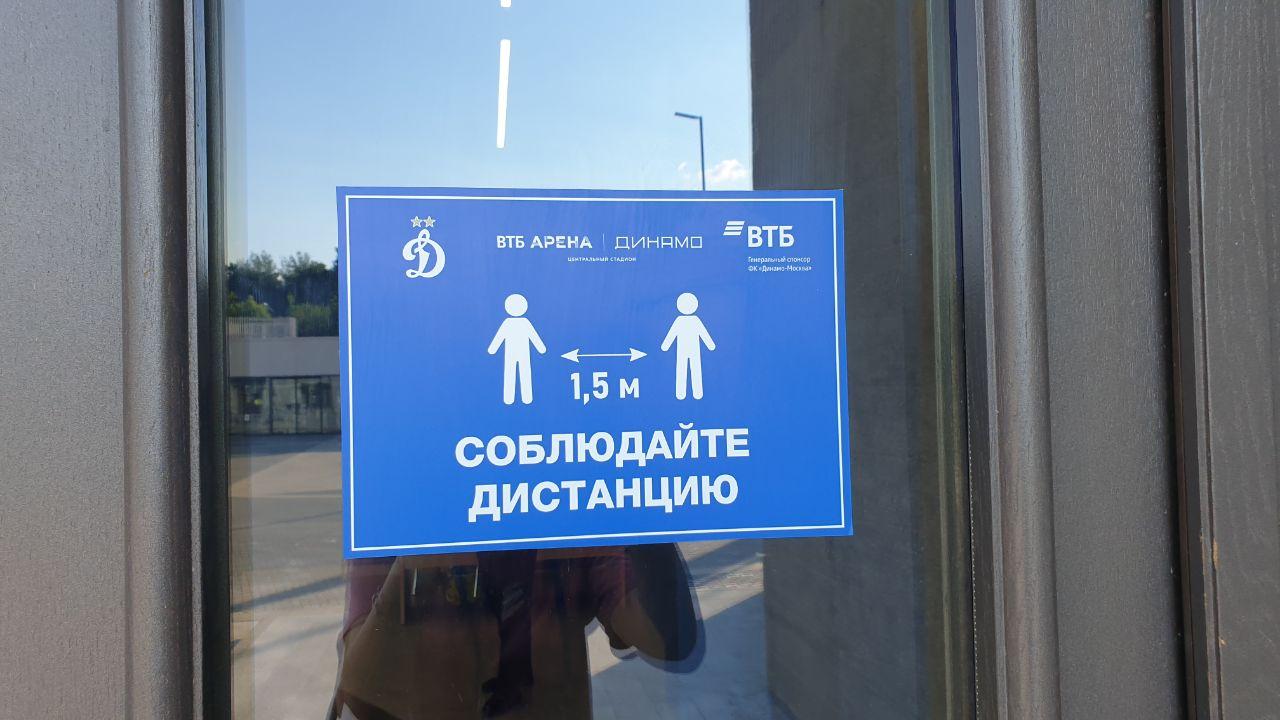 ВТБ АРЕНА | ДИНАМО
ЦЕНТРАЛЬНЫЙ СТАДИОН
ВТБ
Генеральный спонсор
ФК «Динамо-Москва»
1,5 м
СОБЛЮДАЙТЕ
ДИСТАНЦИЮ